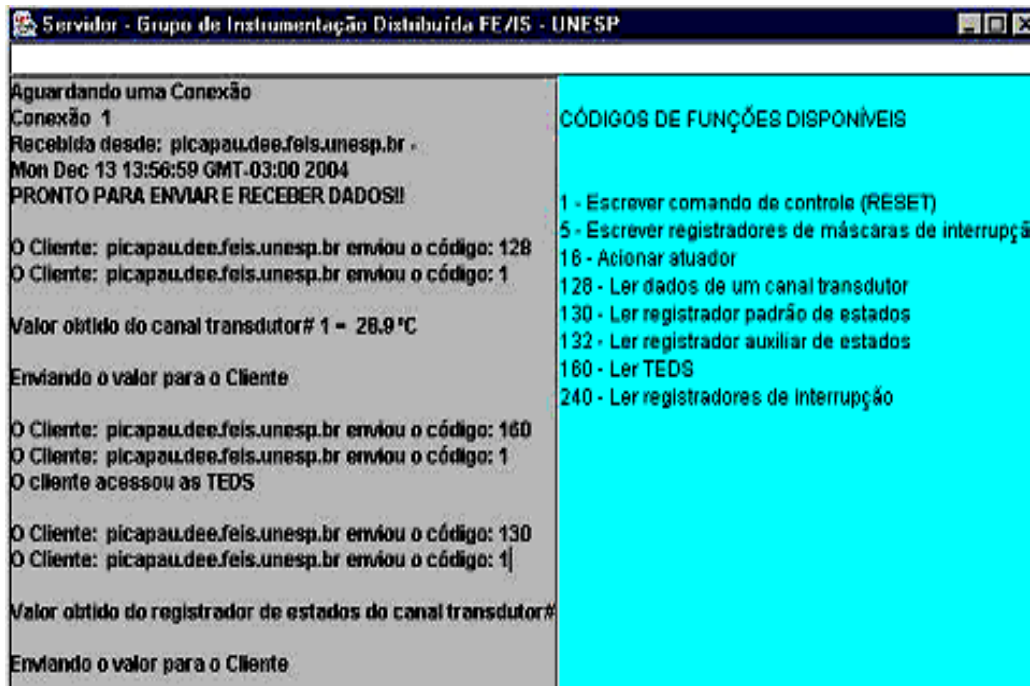 Servidor - Grupo de Instrumentação Distribuída FE/IS - UNESP
Aguardando uma Conexão
Conexão 1
Recebida desde: picapau.dee.feis.unesp.br -
Mon Dec 13 13:56:59 GMT-03:00 2004
PRONTO PARA ENVIAR E RECEBER DADOS!!
O Cliente: picapau.dee.feis.unesp.br enviou o código: 128
O Cliente: picapau.dee.feis.unesp.br enviou o código: 1
Valor obtido do canal transdutor# 1 = 28.9 ºC
Enviando o valor para o Cliente
O Cliente: picapau.dee.feis.unesp.br enviou o código: 160
O Cliente: picapau.dee.feis.unesp.br enviou o código: 1
O cliente acessou as TEDS
O Cliente: picapau.dee.feis.unesp.br enviou o código: 130
O Cliente: picapau.dee.feis.unesp.br enviou o código: 1
Valor obtido do registrador de estados do canal transdutor#
Enviando o valor para o Cliente
CÓDIGOS DE FUNÇÕES DISPONÍVEIS
1 - Escrever comando de controle (RESET)
5 - Escrever registradores de máscaras de interrupçã
16 - Acionar atuador
128 - Ler dados de um canal transdutor
130 - Ler registrador padrão de estados
132 - Ler registrador auxiliar de estados
160 - Ler TEDS
240 - Ler registradores de interrupção